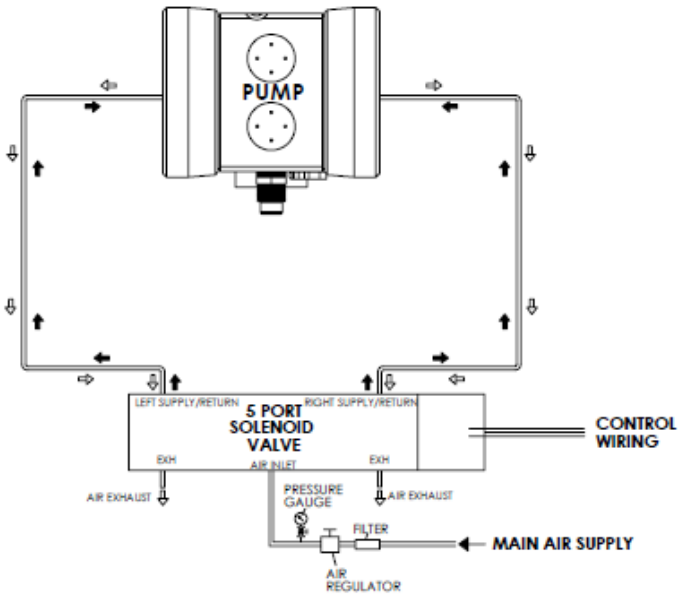 PUMP
LEFT SUPPLY/RETURN
RIGHT SUPPLY/RETURN
5 PORT
SOLENOID
VALVE
CONTROL
WIRING
EXH
AIR INLET
EXH
AIR EXHAUST
PRESSURE
GAUGE
AIR EXHAUST
FILTER
MAIN AIR SUPPLY
AIR
REGULATOR